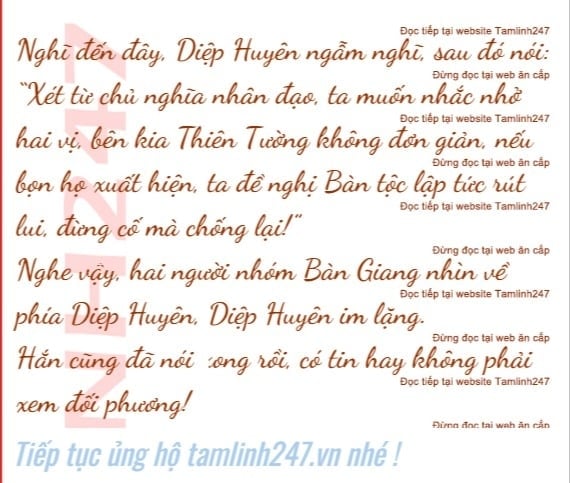 Đọc tiếp tại website Tamlinh247
Nghĩ đến đây, Diệp Huyên ngẫm nghĩ, sau đó nói:
Đừng đọc tại web ăn cắp
“Xét từ chủ nghĩa nhân đạo, ta muốn nhắc nhở
Đọc tiếp tại website Tamlinh247
hai vị, bên kia Thiên Tường không đơn giản, nếu
Đừng đọc tại web ăn cắp
bọn họ xuất hiện, ta đề nghị Bàn tộc lập tức rút
Đọc tiếp tại website Tamlinh247
lui, đừng cố mà chống lại!”
Đừng đọc tại web ăn cắp
Nghe vậy, hai người nhóm Bàn Giang nhìn về
Đọc tiếp tại website Tamlinh247
phía Diệp Huyên, Diệp Huyên im lặng.
Đừng đọc tại web ăn cắp
Hắn cũng đã nói :ong rồi, có tin hay không phải
Đọc tiếp tại website Tamlinh247
xem đối phương!
Đừng đọc tại web ăn cắp
NH247
Tiếp tục ủng hộ tamlinh247.vn nhé !